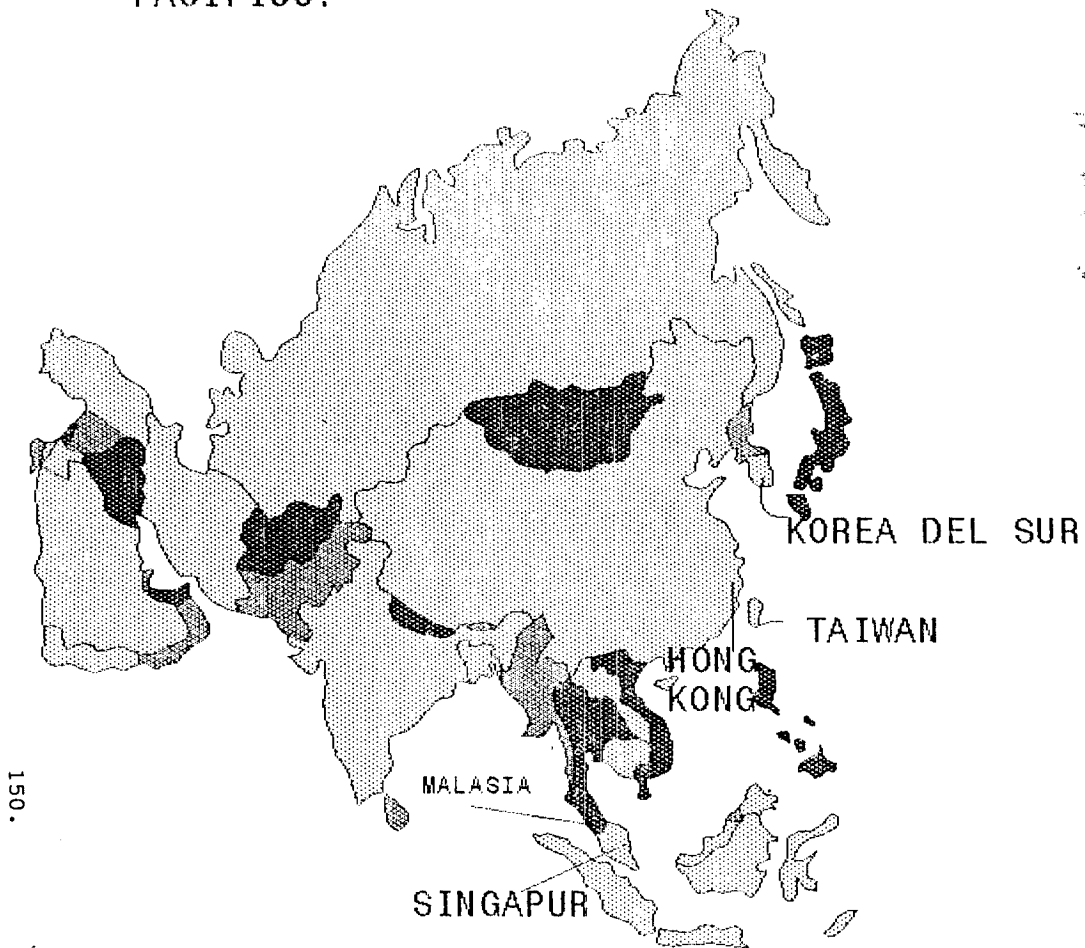 PACIFICO.
KOREA DEL SUR
TAIWAN
HONG
KONG
MALASIA
SINGAPUR
150.